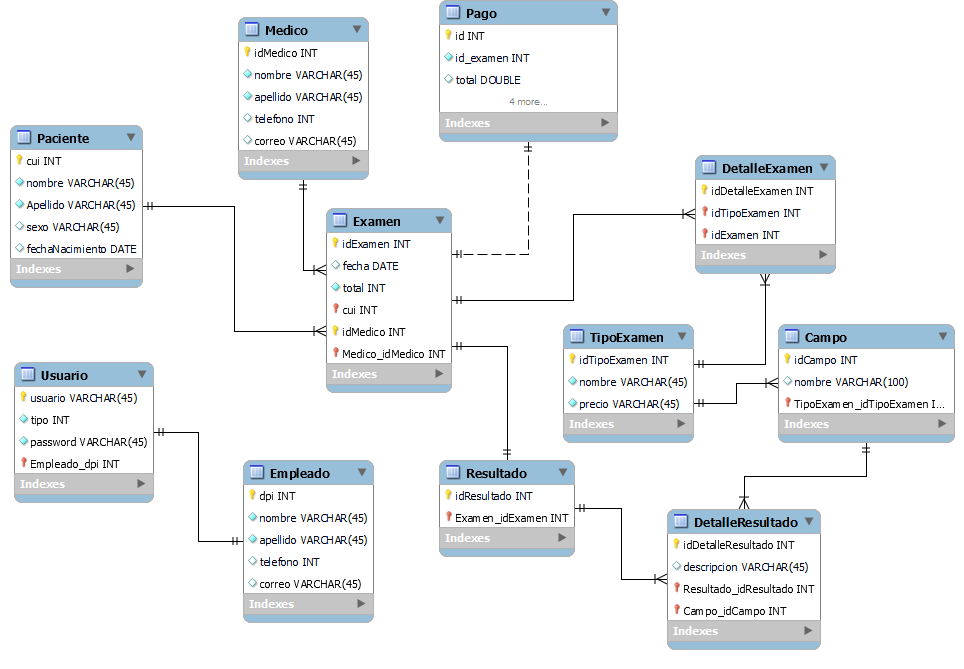 Pago
id INT
id_examen INT
total DOUBLE
4 more...
Indexes
Medico
idMedico INT
nombre VARCHAR(45)
apellido VARCHAR(45)
telefono INT
correo VARCHAR(45)
Indexes
Paciente
cui INT
nombre VARCHAR(45)
Apellido VARCHAR(45)
sexo VARCHAR(45)
fechaNacimiento DATE
Indexes
Examen
idExamen INT
fecha DATE
total INT
cui INT
idMedico INT
Medico_idMedico INT
Indexes
DetalleExamen
idDetalleExamen INT
idTipoExamen INT
idExamen INT
Indexes
TipoExamen
idTipoExamen INT
nombre VARCHAR(45)
precio VARCHAR(45)
Indexes
Campo
idCampo INT
nombre VARCHAR(100)
TipoExamen_idTipoExamen I...
Indexes
Usuario
usuario VARCHAR(45)
tipo INT
password VARCHAR(45)
Empleado_dpi INT
Indexes
Empleado
dpi INT
nombre VARCHAR(45)
apellido VARCHAR(45)
telefono INT
correo VARCHAR(45)
Indexes
Resultado
idResultado INT
Examen_idExamen INT
Indexes
DetalleResultado
idDetalleResultado INT
descripcion VARCHAR(45)
Resultado_idResultado INT
Campo_idCampo INT
Indexes